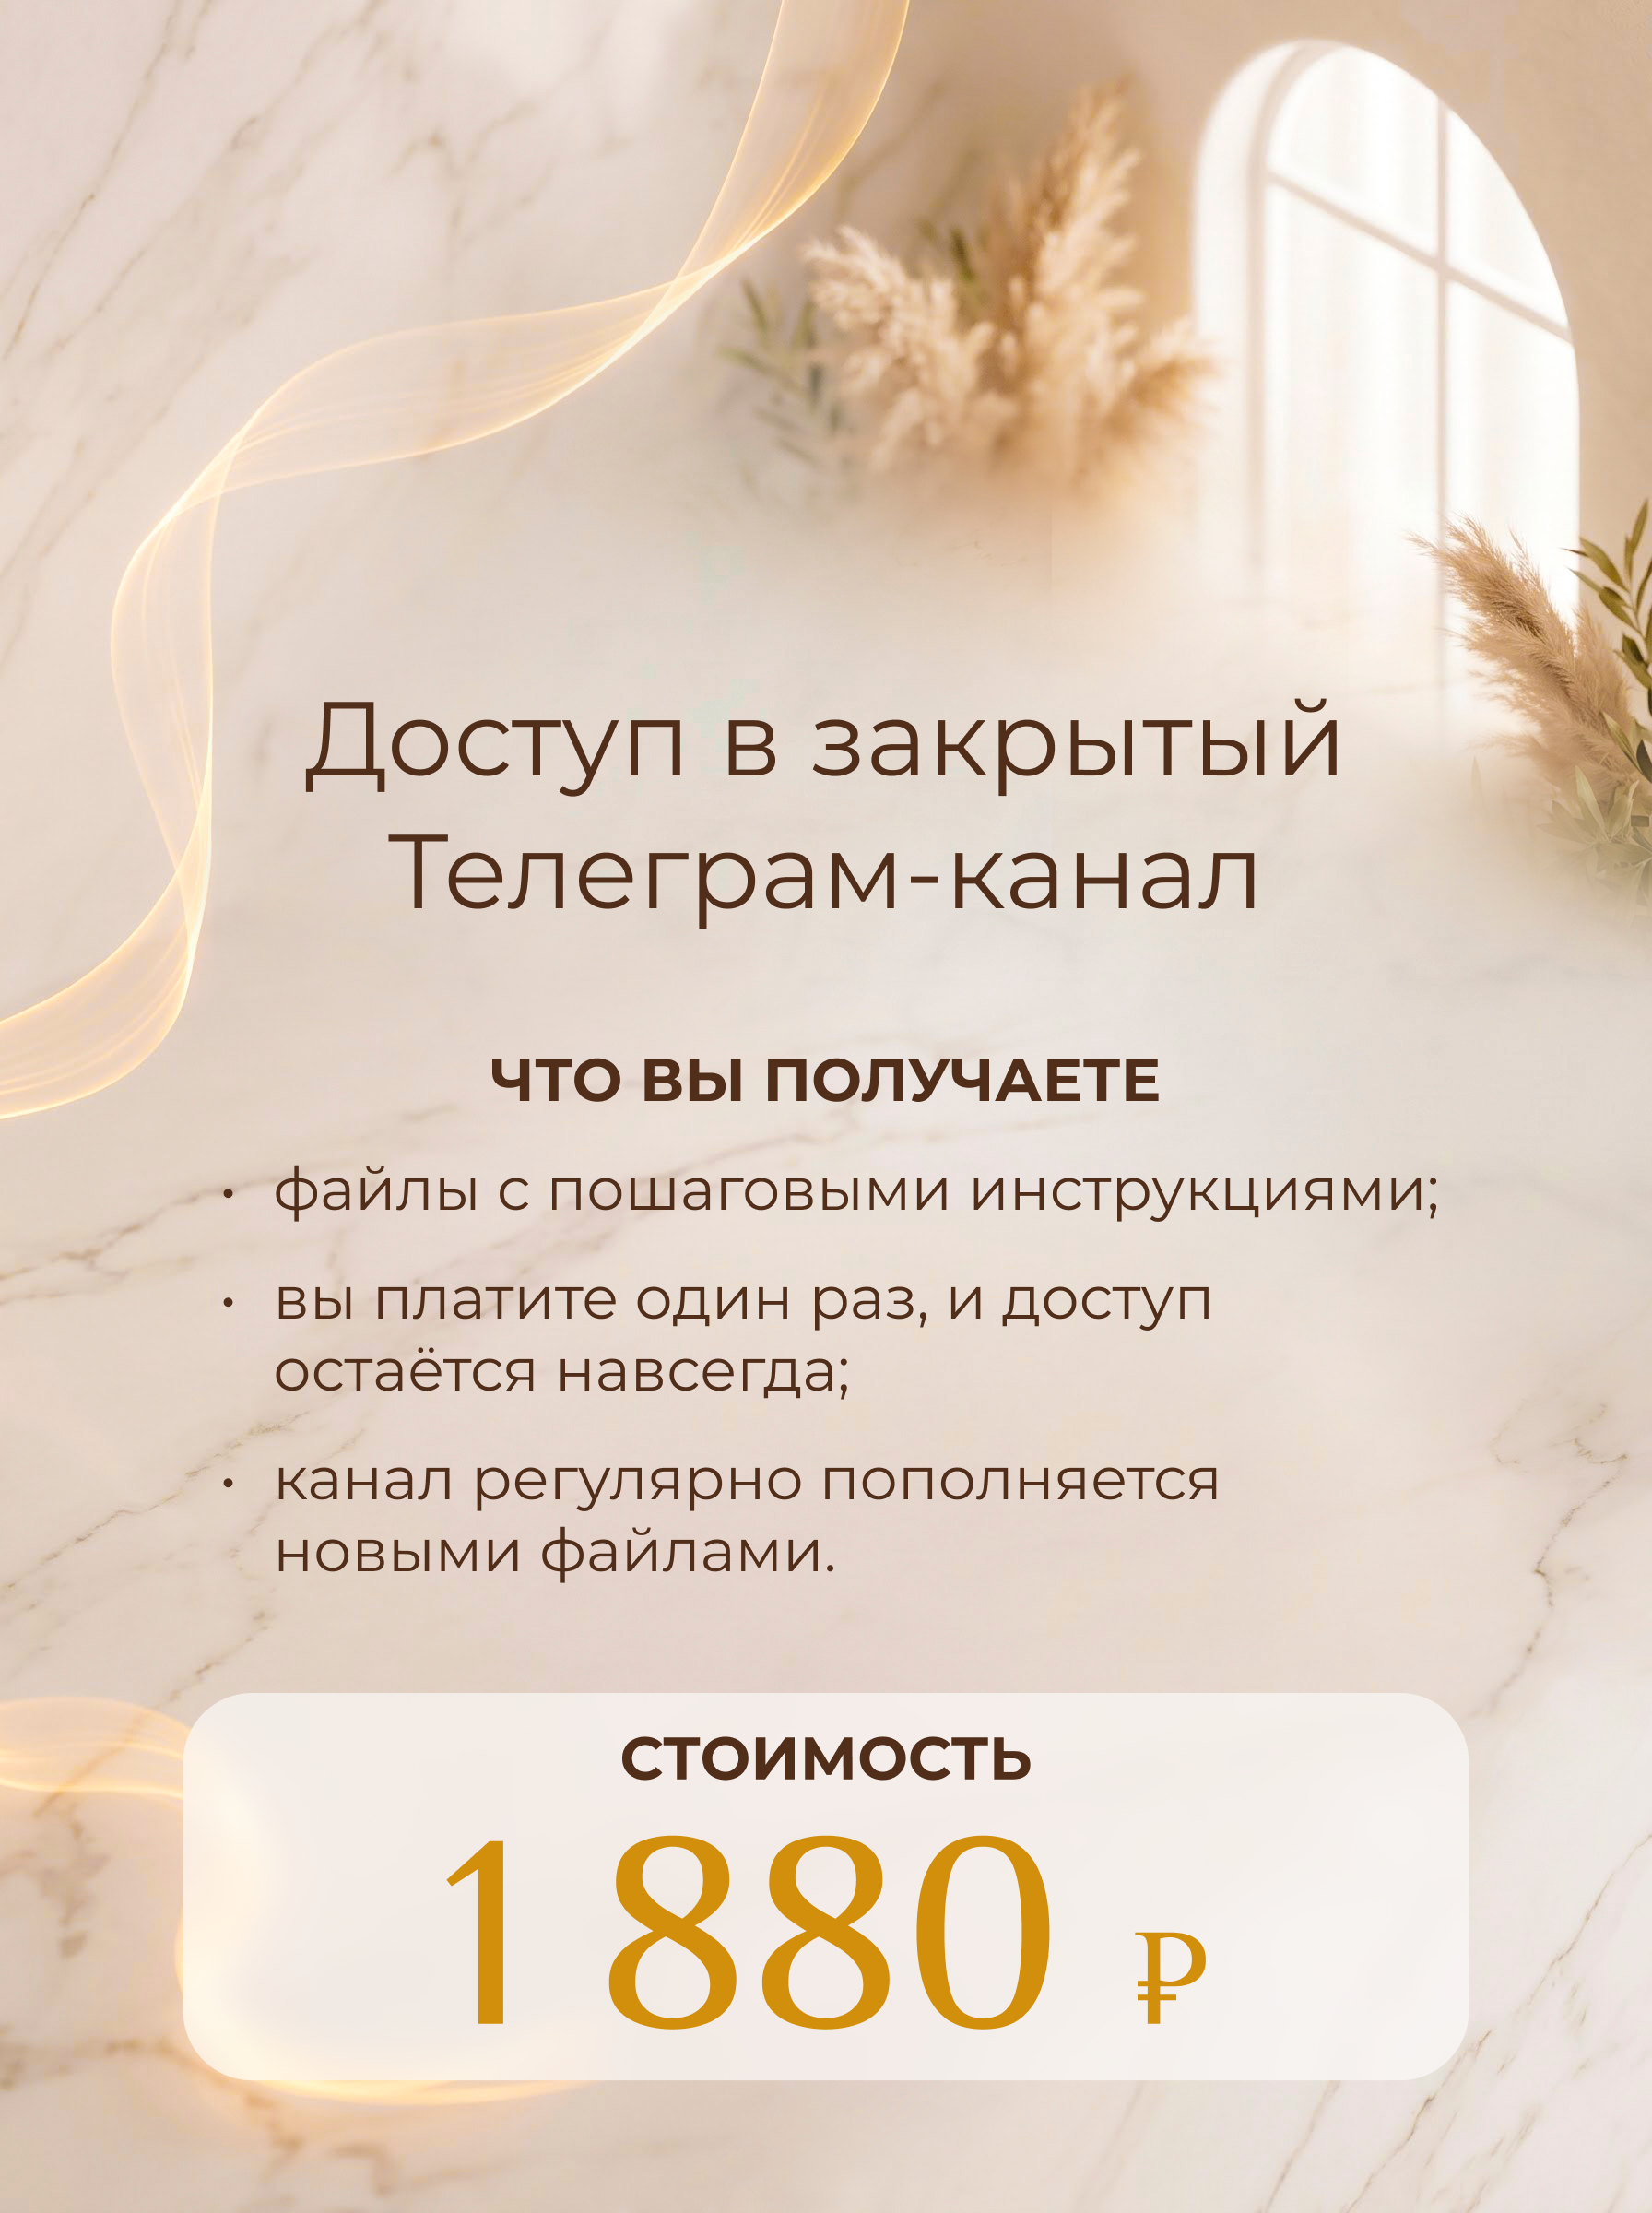 Доступ в закрытый
Телеграм-канал
ЧТО ВЫ ПОЛУЧАЕТЕ
• файлы с пошаговыми инструкциями;
• вы платите один раз, и доступ
остаётся навсегда;
• канал регулярно пополняется
новыми файлами.
СТОИМОСТЬ
1 880 ₽